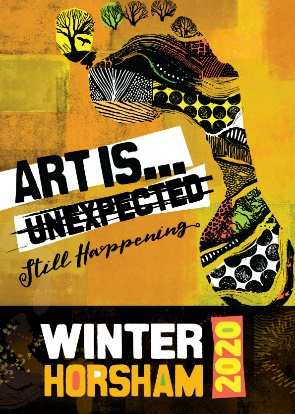 ART IS...
UNEXPECTED
Still Happening
WINTER
HORSHAM
2020